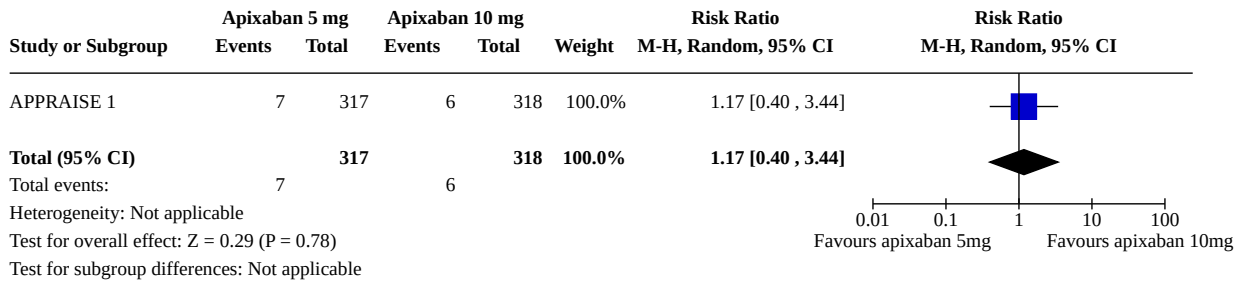 Apixaban 5 mg Apixaban 10 mg Risk Ratio Risk Ratio
Study or Subgroup Events Total Events Total Weight M-H, Random, 95% CI M-H, Random, 95% CI
APPRAISE 1 7 317 6 318 100.0% 1.17 [0.40 , 3.44]
Total (95% CI) 317 318 100.0% 1.17 [0.40 , 3.44]
Total events: 7 6
Heterogeneity: Not applicable
0.01 0.1 1 10 100
Test for overall effect: Z = 0.29 (P = 0.78) Favours apixaban 5mg Favours apixaban 10mg
Test for subgroup differences: Not applicable